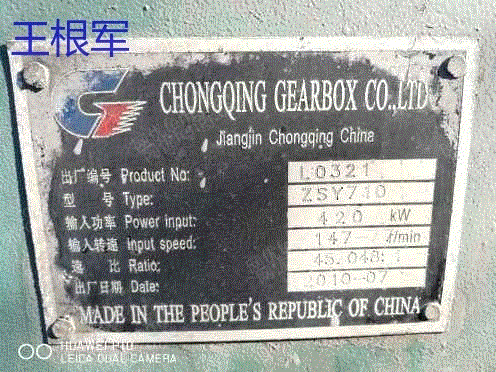 王根军
CHONGQING GEARBOX CO.,LTD
Jiangjin Chongqing China
出厂编号 Product No: L0321
型 号 Type: ZSY710
输入功率 Power input: 420 kW
输入转速 Input speed: 147 r/min
速 比 Ratio: 45.048:1
出厂日期 Date: 2010-07
MADE IN THE PEOPLE'S REPUBLIC OF CHINA
HUAWEI P10
LEICA DUAL CAMERA